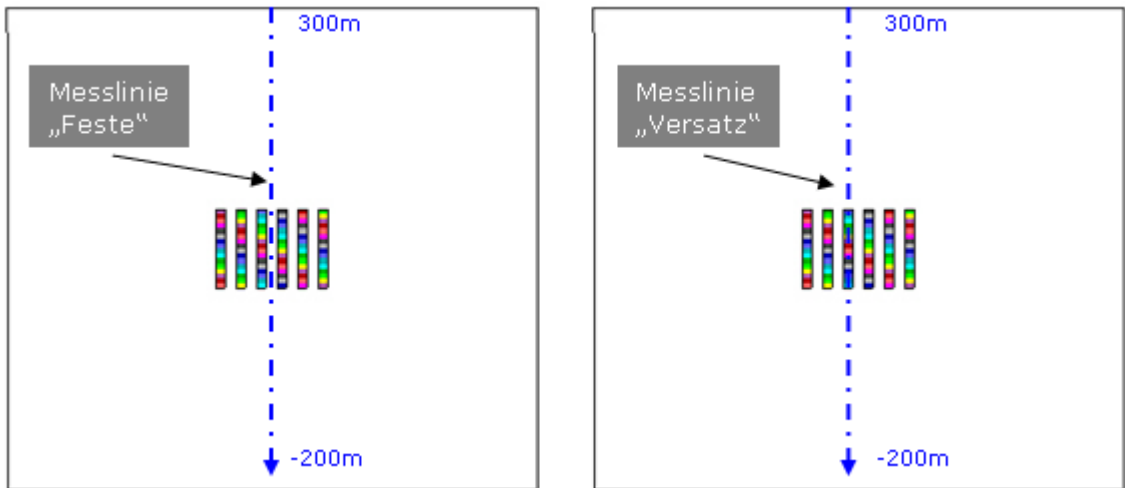 300m
Messlinie
„Feste“
-200m
300m
Messlinie
„Versatz“
-200m